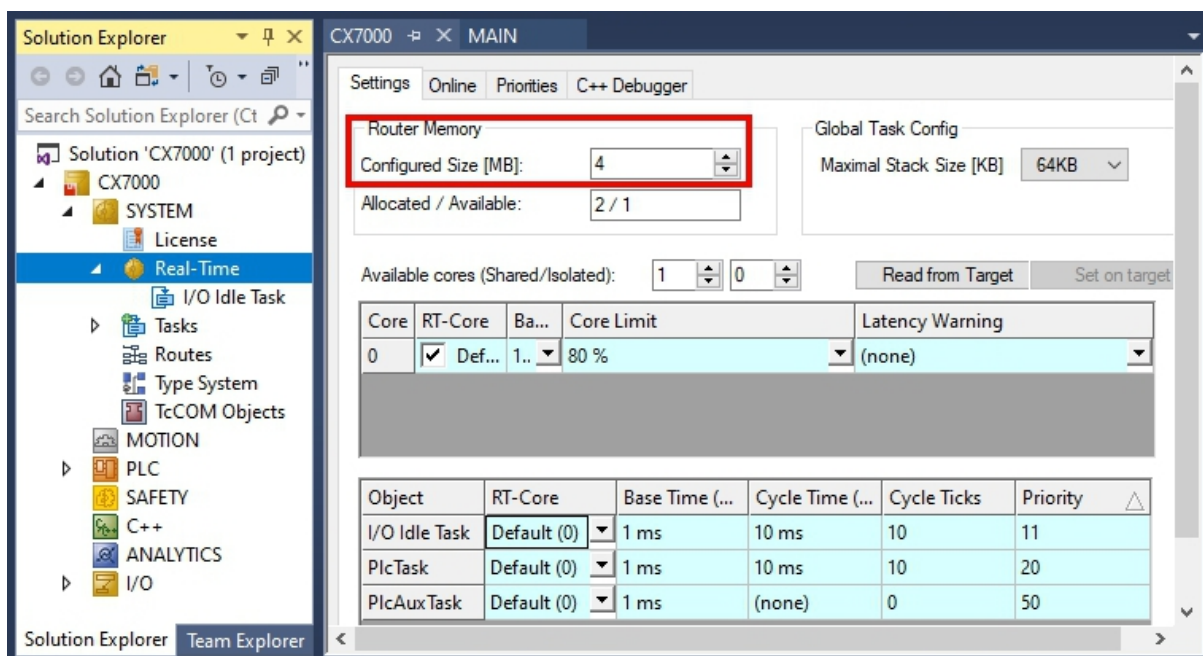 Solution Explorer
Search Solution Explorer (Ct
Solution 'CX7000' (1 project)
CX7000
SYSTEM
License
Real-Time
I/O Idle Task
Tasks
Routes
Type System
TcCOM Objects
MOTION
PLC
SAFETY
C++
ANALYTICS
I/O
Solution Explorer Team Explorer
CX7000 MAIN
Settings Online Priorities C++ Debugger
Router Memory
Configured Size [MB]: 4
Allocated / Available: 2 / 1
Global Task Config
Maximal Stack Size [KB] 64KB
Available cores (Shared/Isolated): 1 0 Read from Target Set on target
Core RT-Core Ba... Core Limit Latency Warning
0 Def... 1.. 80 % (none)
Object RT-Core Base Time (... Cycle Time (... Cycle Ticks Priority
I/O Idle Task Default (0) 1 ms 10 ms 10 11
PlcTask Default (0) 1 ms 10 ms 10 20
PlcAuxTask Default (0) 1 ms (none) 0 50